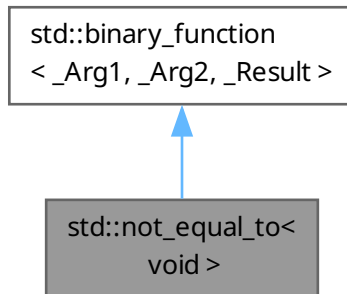 std::binary_function
< _Arg1, _Arg2, _Result >
std::not_equal_to<
void >